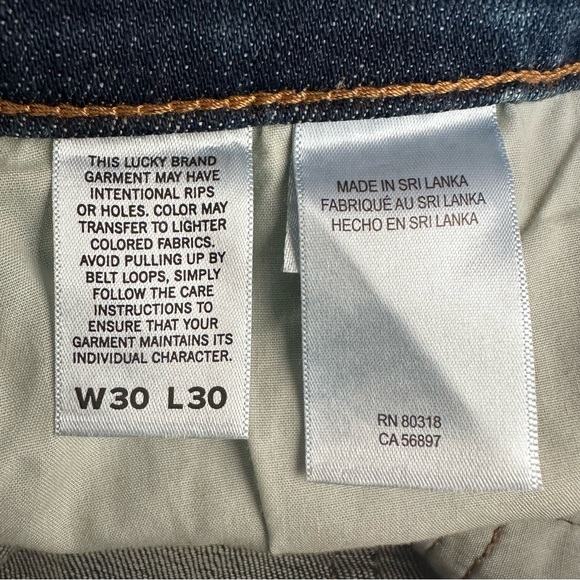 THIS LUCKY BRAND
GARMENT MAY HAVE
INTENTIONAL RIPS
OR HOLES. COLOR MAY
TRANSFER TO LIGHTER
COLORED FABRICS.
AVOID PULLING UP BY
BELT LOOPS, SIMPLY
FOLLOW THE CARE
INSTRUCTIONS TO
ENSURE THAT YOUR
GARMENT MAINTAINS ITS
INDIVIDUAL CHARACTER.
W30 L30
MADE IN SRI LANKA
FABRIQUÉ AU SRI LANKA
HECHO EN SRI LANKA
RN 80318
CA 56897